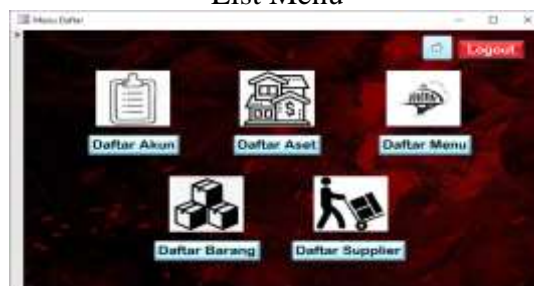 List Menu
Menu Daftar
Logout
Daftar Akun
Daftar Aset
Daftar Menu
Daftar Barang
Daftar Supplier